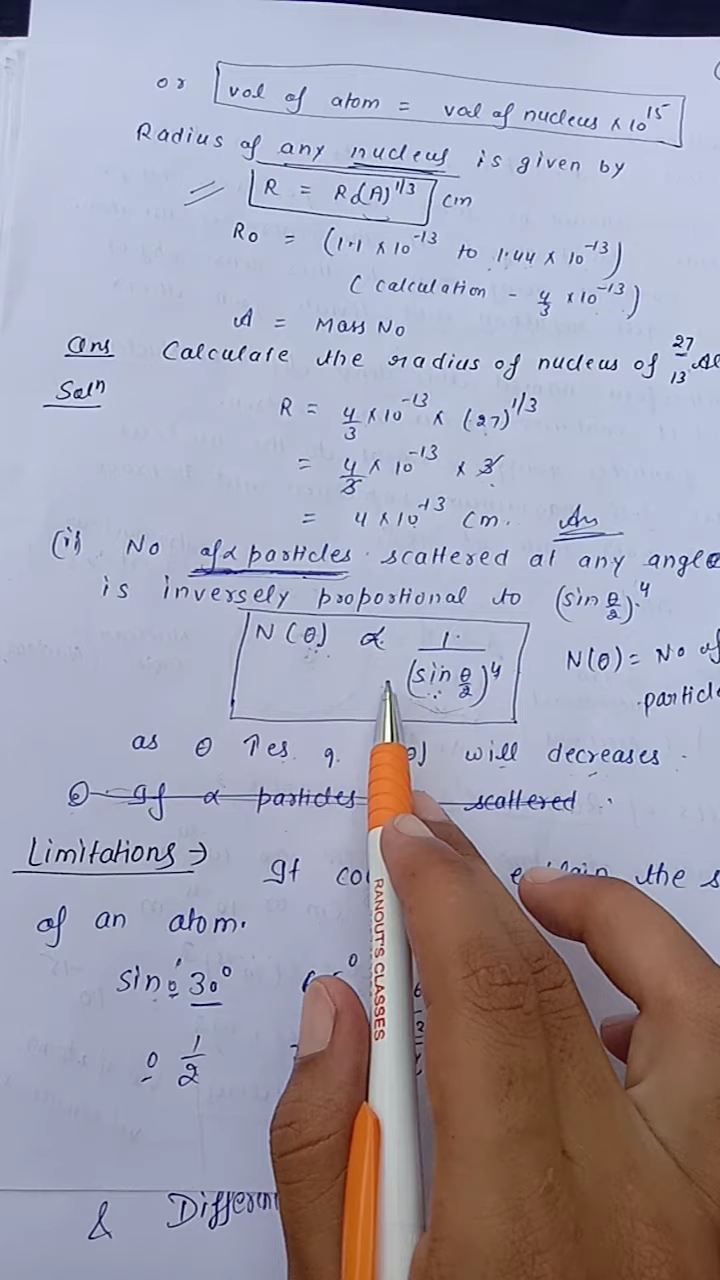 or vol of atom = vol of nucleus × 10^15
Radius of any nucleus is given by
R = R₀(A)^1/3 cm
R₀ = (1.1 × 10^-13 to 1.44 × 10^-13)
(calculation - 4/3 × 10^-13)
A = Mass No
Qns Calculate the radius of nucleus of 27 13 Al
Solⁿ
R = 4/3 × 10^-13 × (27)^1/3
= 4/3 × 10^-13 × 3
= 4 × 10^-13 cm. Ans
(i) No of α particles scattered at any angle θ
is inversely proportional to (sin θ/2)^4
N(θ) ∝ 1/(sin θ/2)^4
N(θ) = No of
particle
as θ ↑es will decreases.
θ If α particles scattered
Limitations → It the s
of an atom.
sin 0 30°
0 1/2
RANOUT'S CLASSES
&